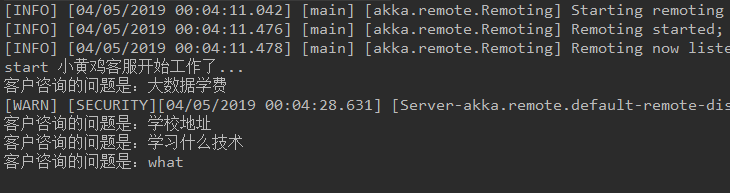 [INFO] [04/05/2019 00:04:11.042] [main] [akka.remote.Remoting] Starting remoting
[INFO] [04/05/2019 00:04:11.476] [main] [akka.remote.Remoting] Remoting started;
[INFO] [04/05/2019 00:04:11.478] [main] [akka.remote.Remoting] Remoting now liste
start 小黄鸡客服开始工作了...
客户咨询的问题是：大数据学费
[WARN] [SECURITY][04/05/2019 00:04:28.631] [Server-akka.remote.default-remote-dis
客户咨询的问题是：学校地址
客户咨询的问题是：学习什么技术
客户咨询的问题是：what